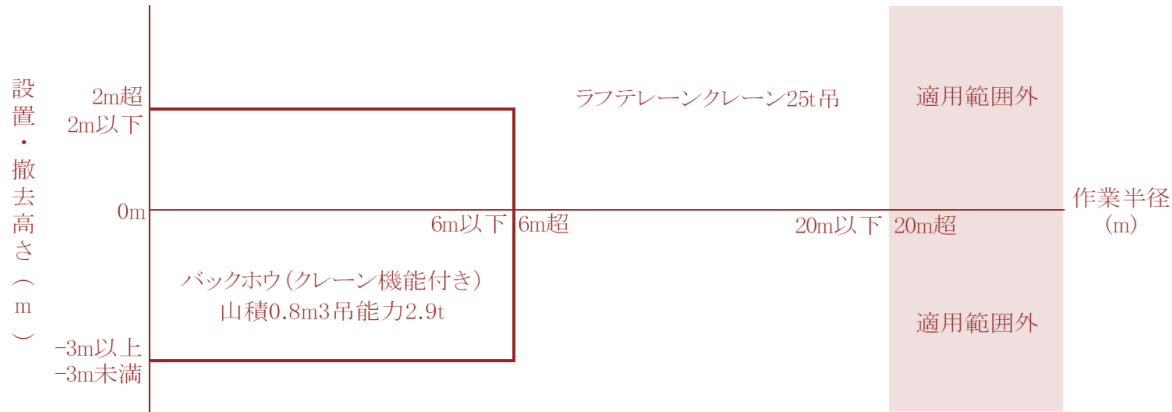 設置・撤去高さ(m)
2m超
2m以下
0m
-3m以上
-3m未満
ラフテレーンクレーン25t吊
適用範囲外
6m以下
6m超
20m以下
20m超
作業半径
(m)
バックホウ(クレーン機能付き)
山積0.8m3吊能力2.9t
適用範囲外